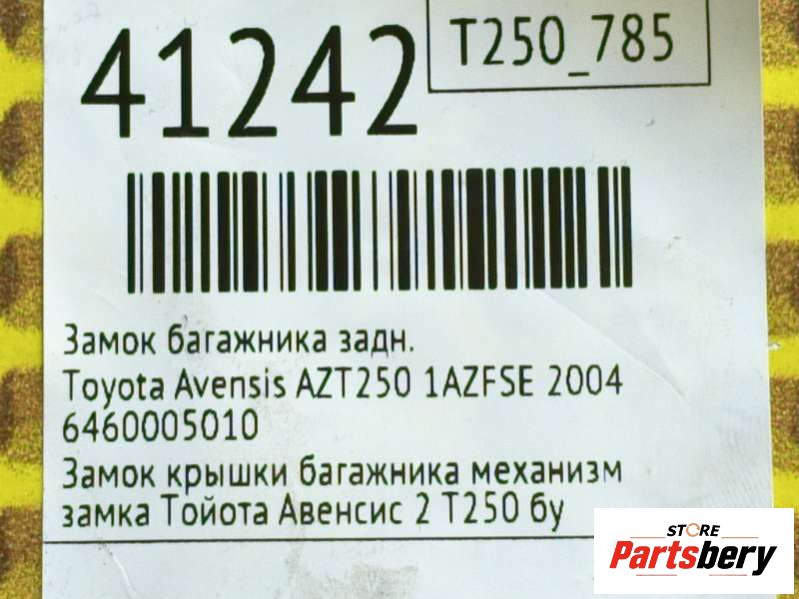 41242
T250_785
Замок багажника задн.
Toyota Avensis AZT250 1AZFSE 2004
6460005010
Замок крышки багажника механизм
замка Тойота Авенсис 2 Т250 бу
STORE
Partsbery